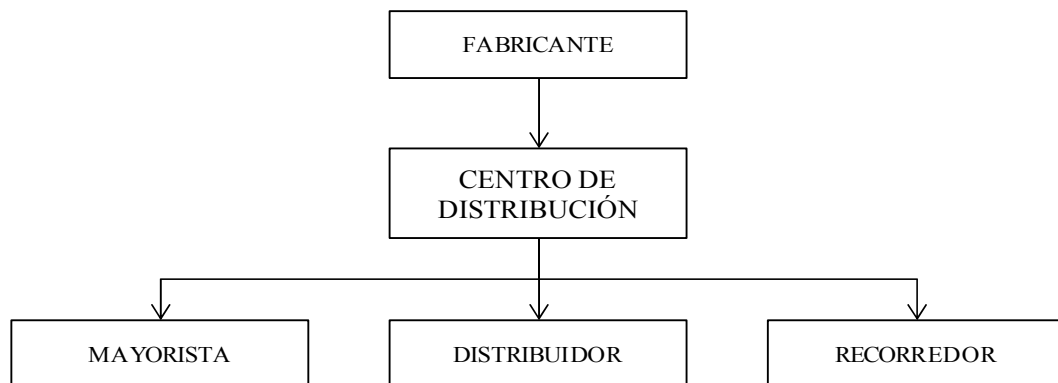 FABRICANTE
CENTRO DE
DISTRIBUCIÓN
MAYORISTA
DISTRIBUIDOR
RECORREDOR